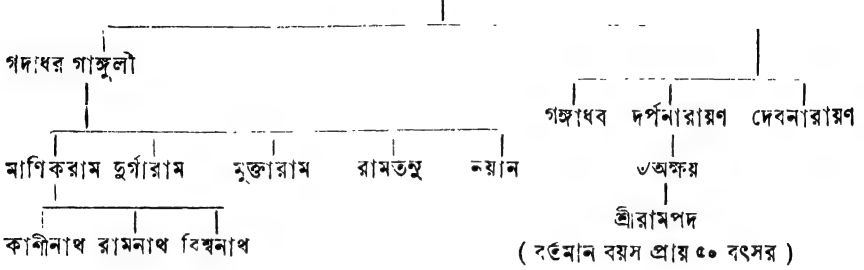 গদাধর গাঙ্গুলী
গঙ্গাধব দর্পনারায়ণ দেবনারায়ণ
মাণিকরাম দুর্গারাম মুক্তারাম রামতনু নয়ান
৺অক্ষয়
শ্রীরামপদ
কাশীনাথ রামনাথ বিশ্বনাথ
( বর্তমান বয়স প্রায় ৫০ বৎসর )